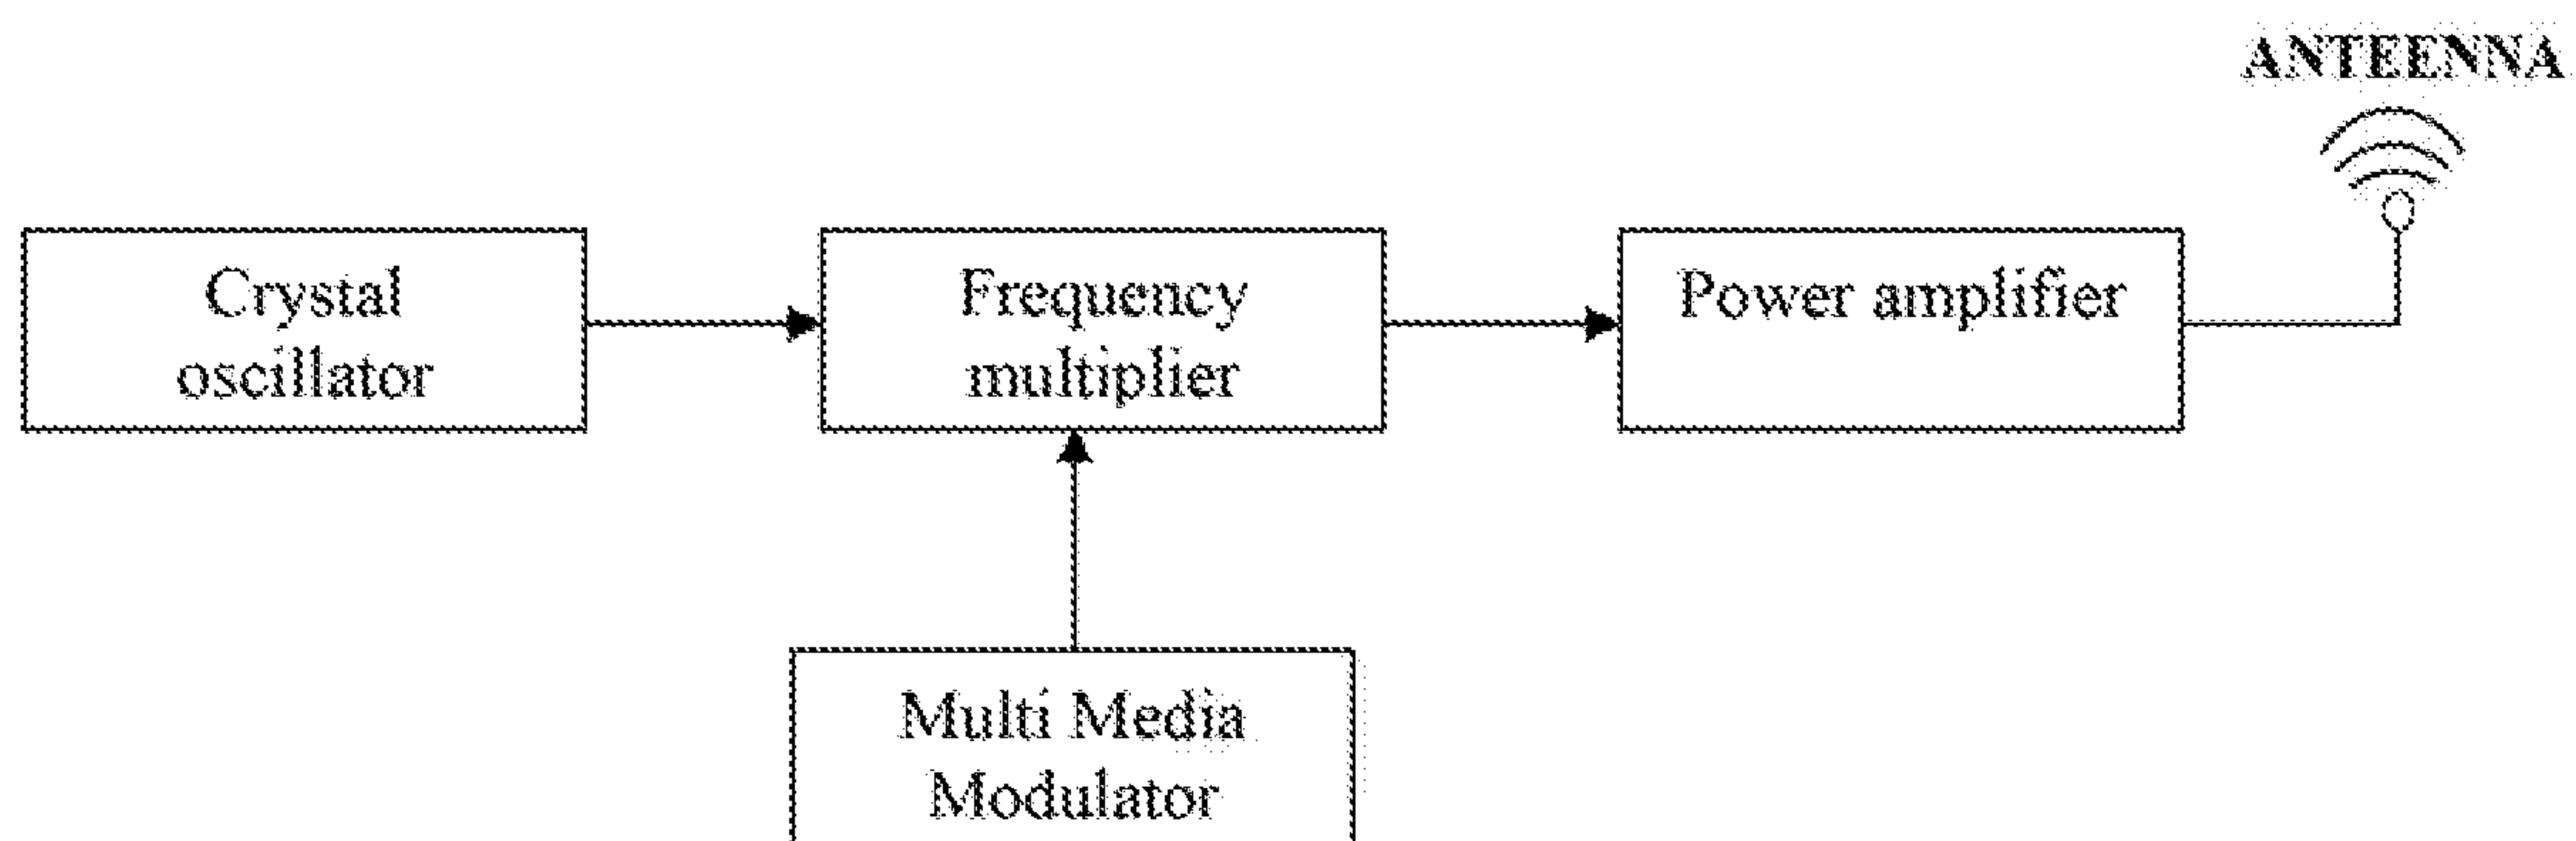 ANTEENNA
Crystal
oscillator
Frequency
multiplier
Power amplifier
Multi Media
Modulator